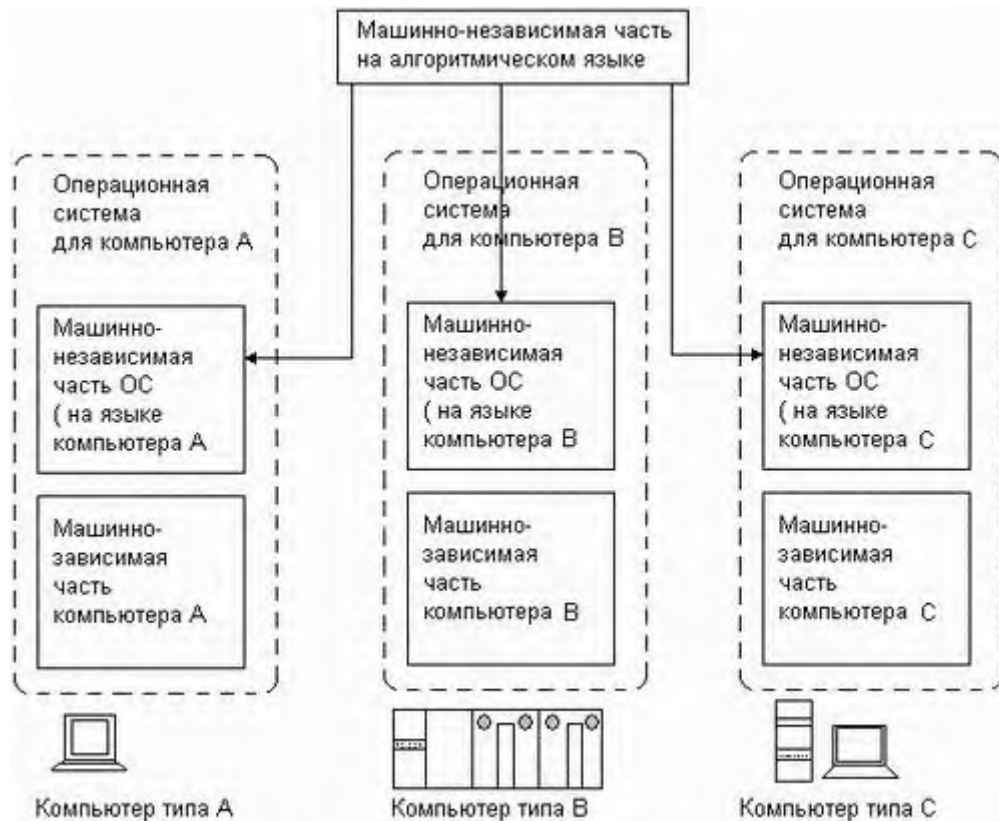 Машинно-независимая часть
на алгоритмическом языке
Операционная
система
для компьютера А
Машинно-
независимая
часть ОС
( на языке
компьютера А
Машинно-
зависимая
часть
компьютера А
Компьютер типа А
Операционная
система
для компьютера В
Машинно-
независимая
часть ОС
( на языке
компьютера В
Машинно-
зависимая
часть
компьютера В
Компьютер типа В
Операционная
система
для компьютера С
Машинно-
независимая
часть ОС
( на языке
компьютера С
Машинно-
зависимая
часть
компьютера С
Компьютер типа С